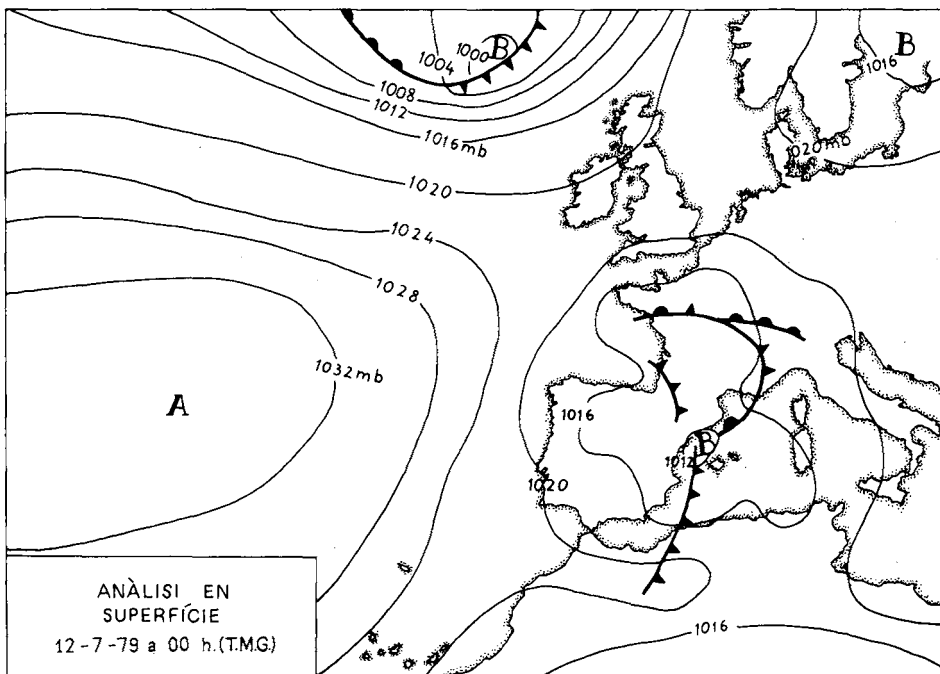 B
1000
1004
1008
1012
1016mb
1020
1024
1028
1032mb
A
B
1016
1020mb
1016
B
1012
1020
1016
ANÀLISI EN
SUPERFÍCIE
12-7-79 a 00 h.(T.M.G.)